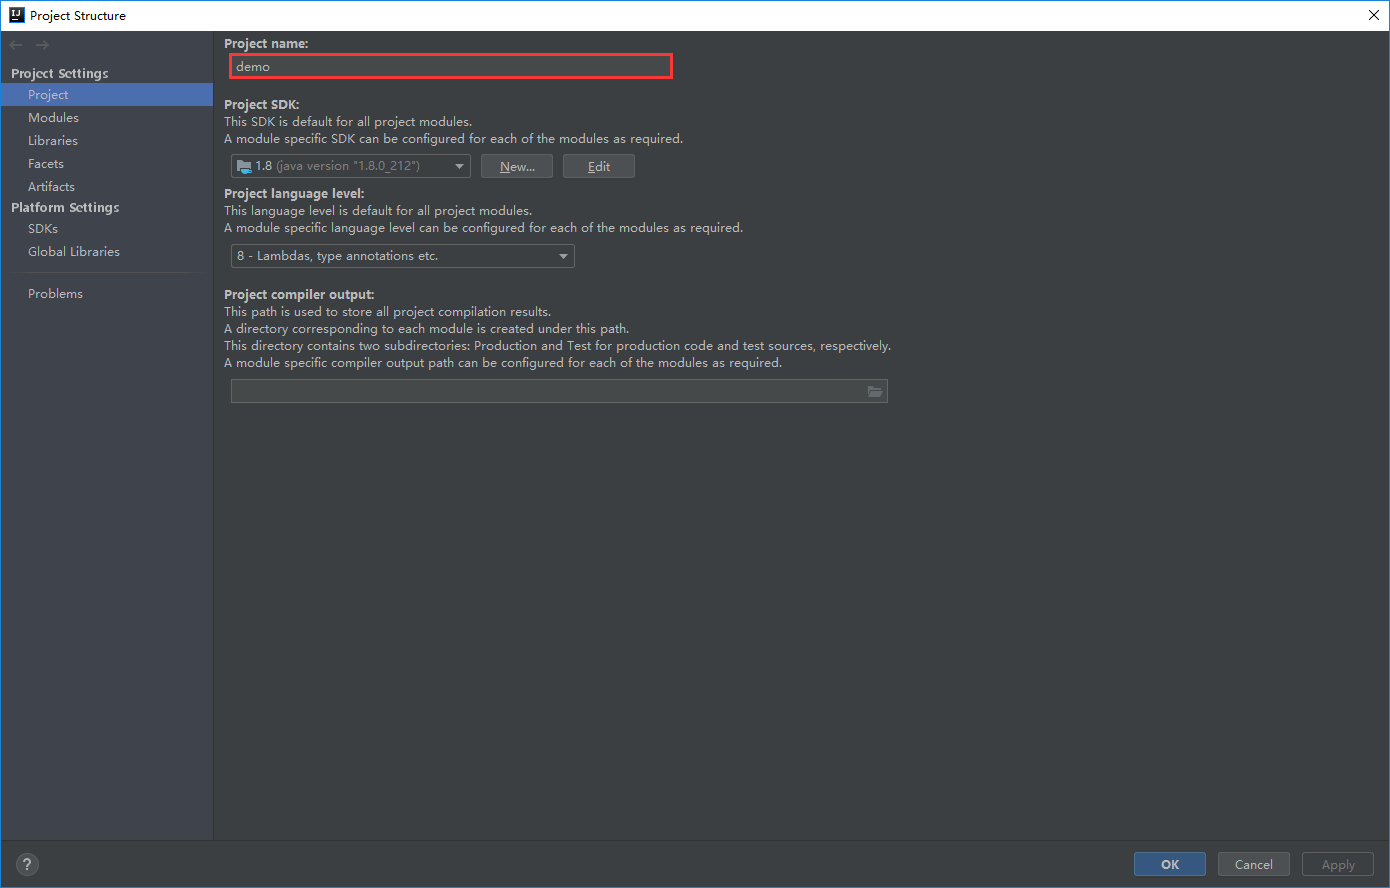 Project Structure
Project Settings
Project
Modules
Libraries
Facets
Artifacts
Platform Settings
SDKs
Global Libraries
Problems
Project name:
demo
Project SDK:
This SDK is default for all project modules.
A module specific SDK can be configured for each of the modules as required.
1.8 (java version "1.8.0_212")
New...
Edit
Project language level:
This language level is default for all project modules.
A module specific language level can be configured for each of the modules as required.
8 - Lambdas, type annotations etc.
Project compiler output:
This path is used to store all project compilation results.
A directory corresponding to each module is created under this path.
This directory contains two subdirectories: Production and Test for production code and test sources, respectively.
A module specific compiler output path can be configured for each of the modules as required.
?
OK
Cancel
Apply